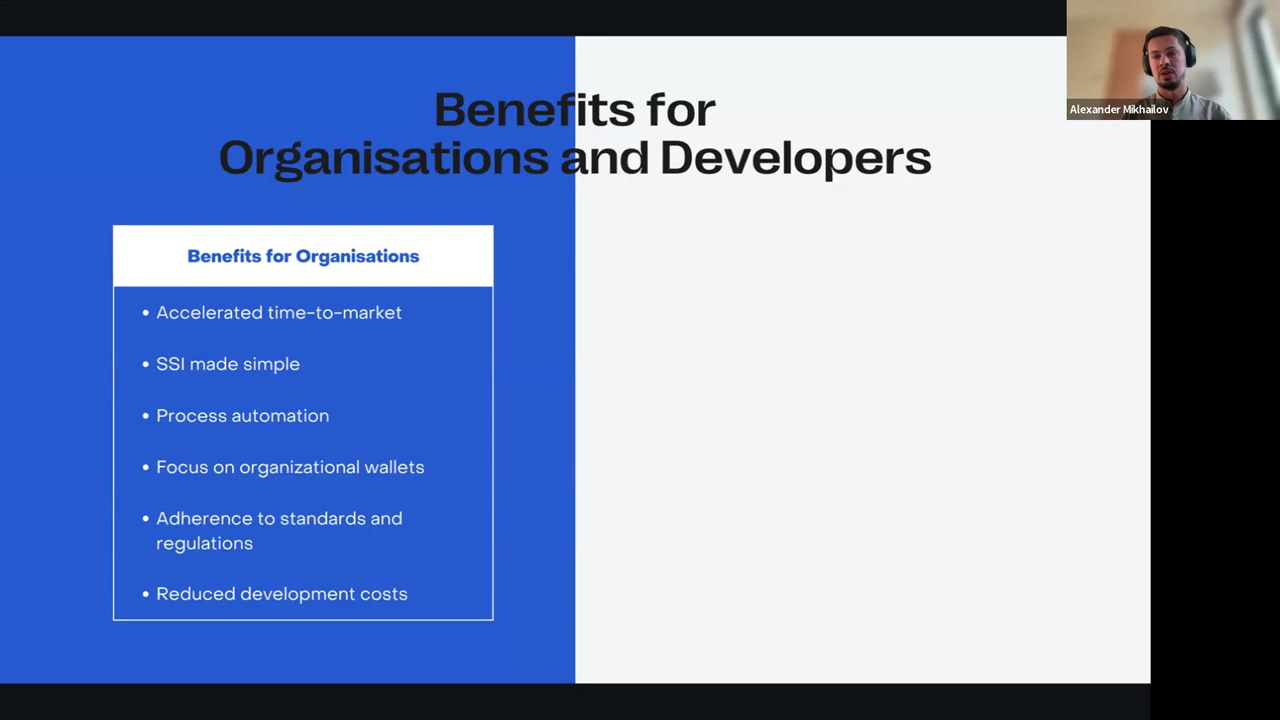 Benefits for
Organisations and Developers
Alexander Mikhailov
Benefits for Organisations
• Accelerated time-to-market
• SSI made simple
• Process automation
• Focus on organizational wallets
• Adherence to standards and
regulations
• Reduced development costs